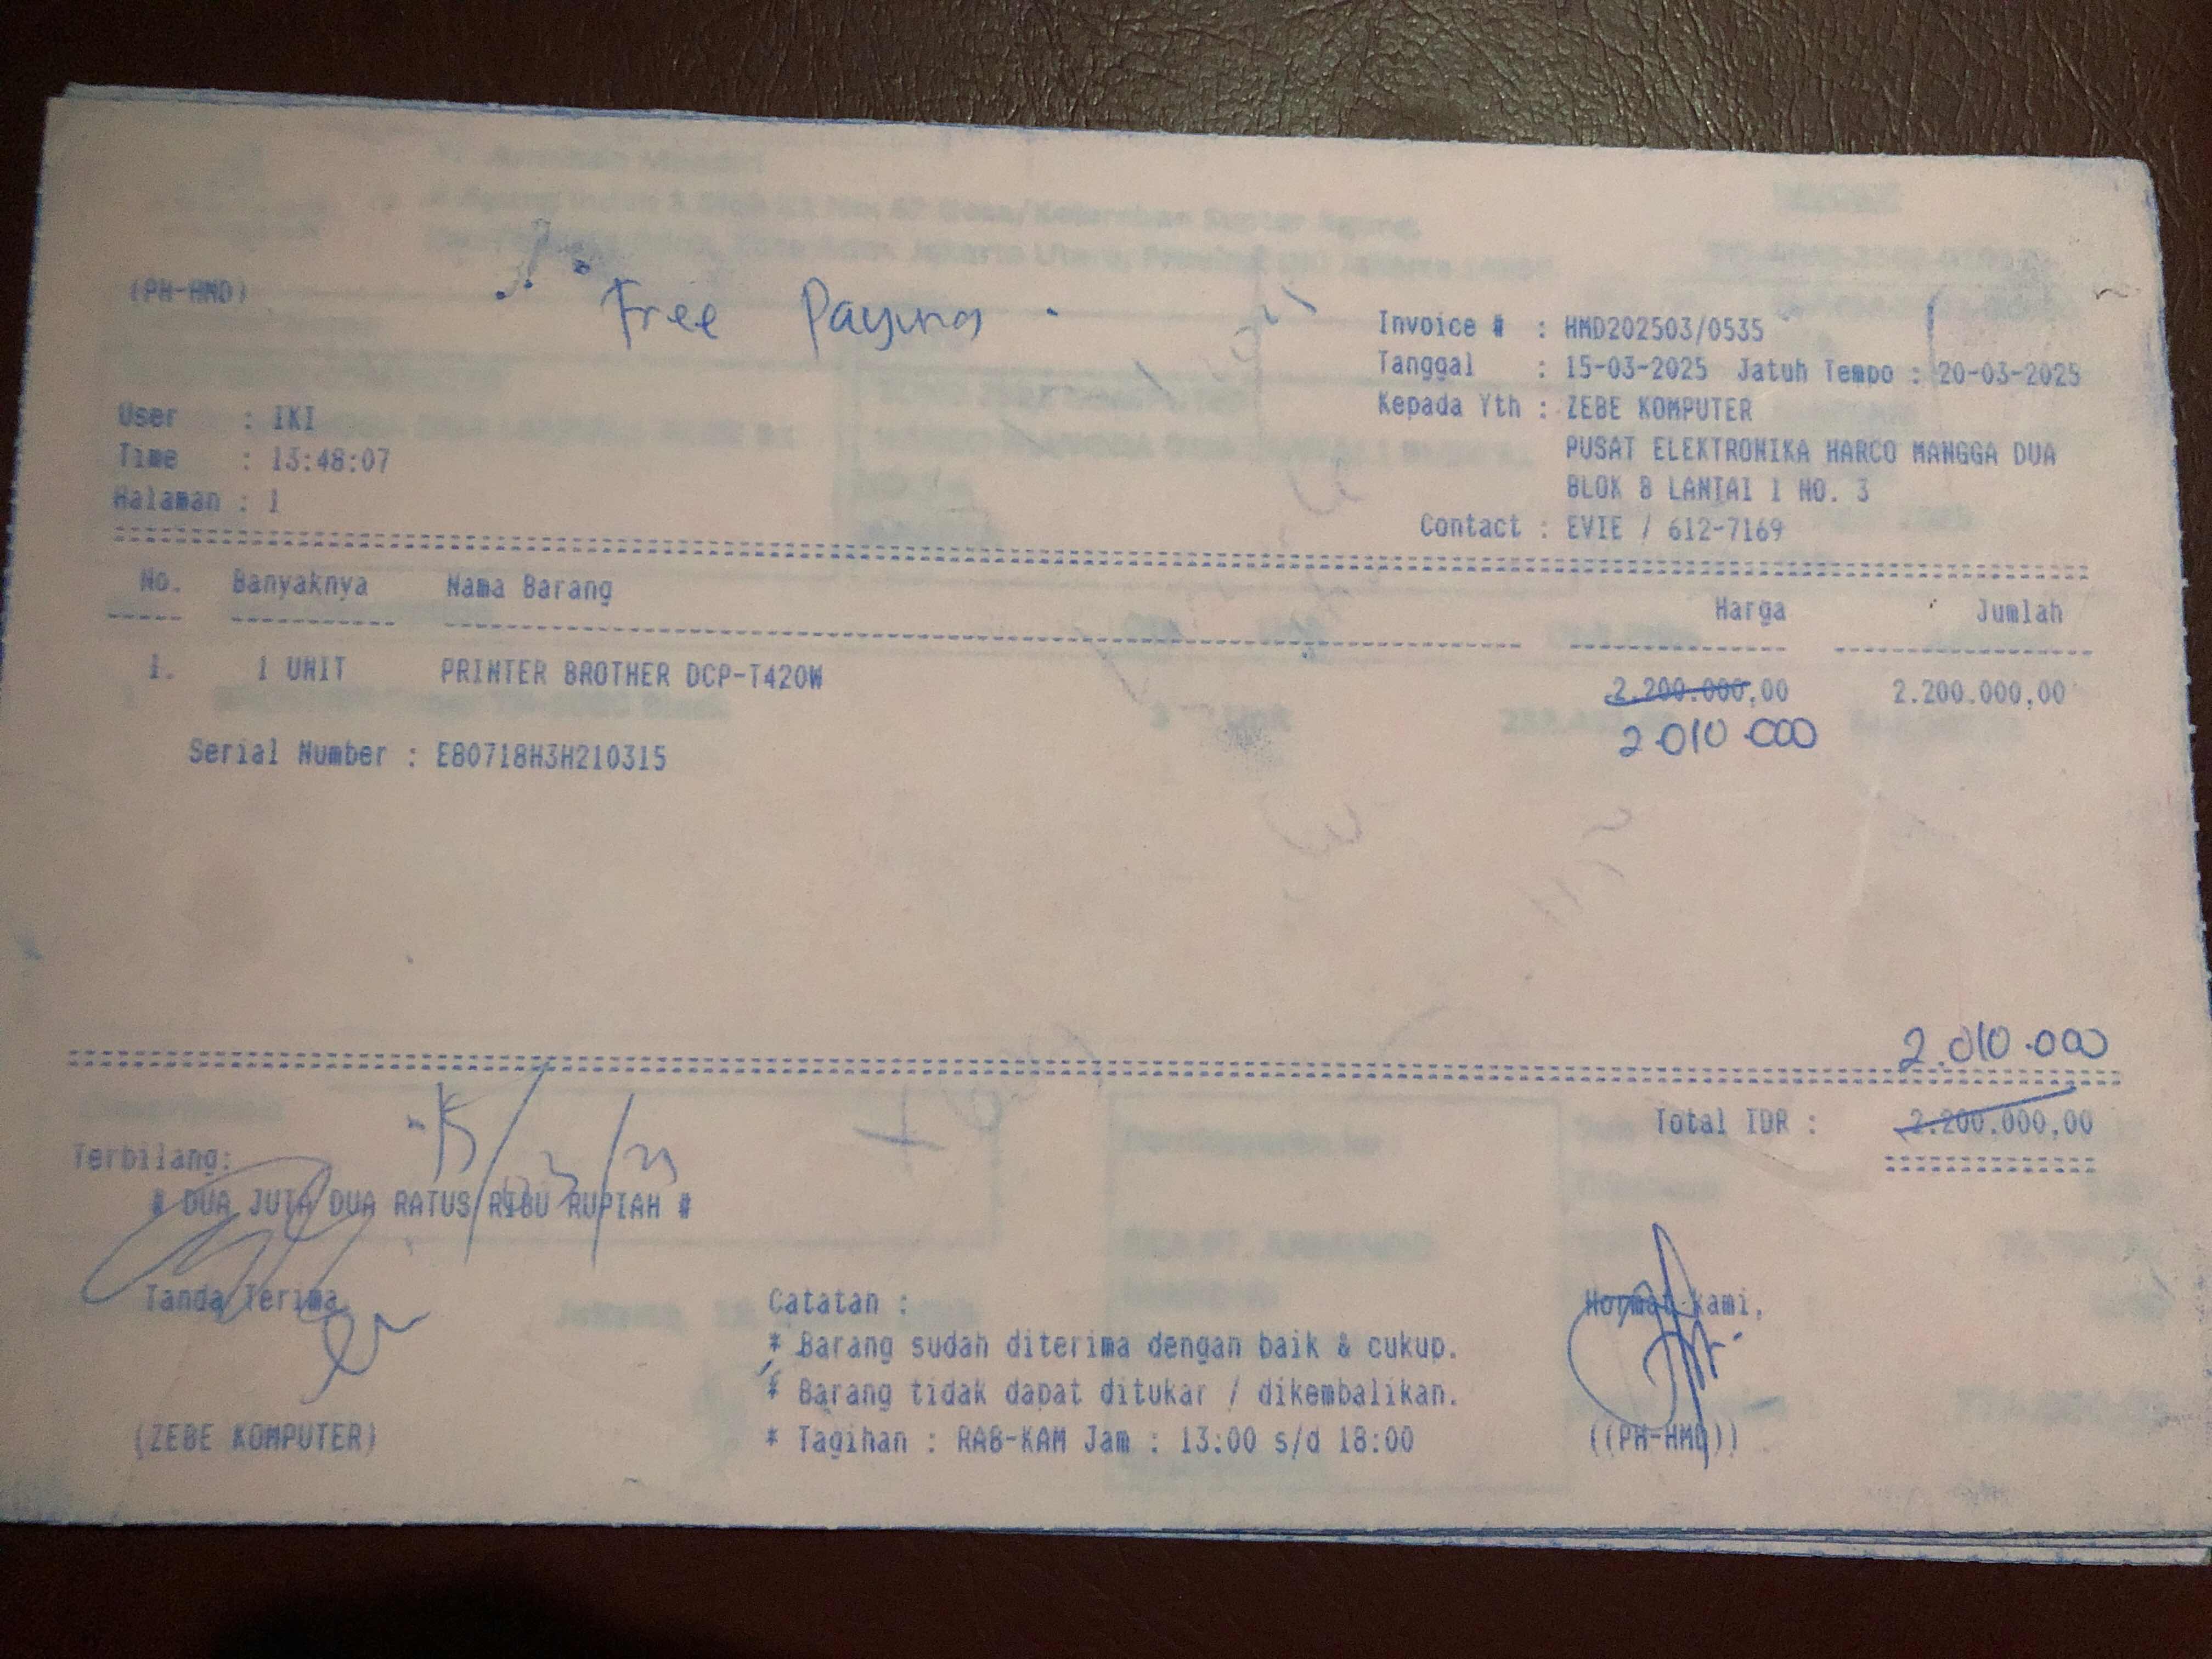 (PH-HMD)
Free Paying
Invoice # : HMD202503/0535
Tanggal : 15-03-2025 Jatuh Tempo : 20-03-2025
Kepada Yth : ZEBE KOMPUTER
PUSAT ELEKTRONIKA HARCO MANGGA DUA
BLOK B LANTAI 1 NO. 3
Contact : EVIE / 612-7169
User : IKI
Time : 13:48:07
Halaman : 1
No. Banyaknya Nama Barang Harga Jumlah
1. 1 UNIT PRINTER BROTHER DCP-T420W 2.200.000,00 2.200.000,00
2.010.000
Serial Number : E80718H3H210315
2.010.000
Total IDR : 2.200.000,00
Terbilang:
# DUA JUTA DUA RATUS RIBU RUPIAH #
Tanda Terima
(ZEBE KOMPUTER)
Catatan :
* Barang sudah diterima dengan baik & cukup.
* Barang tidak dapat ditukar / dikembalikan.
* Tagihan : RAB-KAM Jam : 13:00 s/d 18:00
Hormat kami,
((PH-HMD))